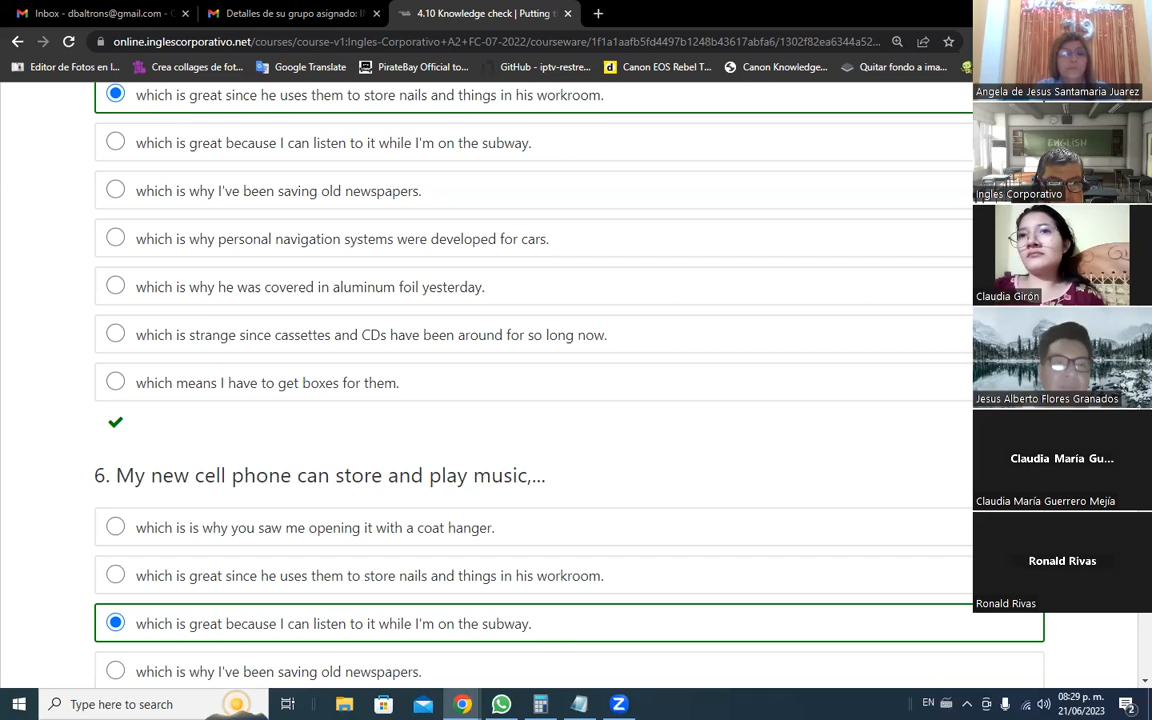 Inbox - dbaltrons@gmail.com - C
Detalles de su grupo asignado: I
4.10 Knowledge check | Putting t
online.inglescorporativo.net/courses/course-v1:Ingles-Corporativo+A2+FC-07-2022/courseware/1f1a1aafb5fd4497b1248b43617abfa6/1302f82ea6344a52...
Editor de Fotos en l...
Crea collages de fot...
Google Translate
PirateBay Official to...
GitHub - iptv-restre...
Canon EOS Rebel T...
Canon Knowledge...
Quitar fondo a ima...
which is great since he uses them to store nails and things in his workroom.
which is great because I can listen to it while I'm on the subway.
which is why I've been saving old newspapers.
which is why personal navigation systems were developed for cars.
which is why he was covered in aluminum foil yesterday.
which is strange since cassettes and CDs have been around for so long now.
which means I have to get boxes for them.
6. My new cell phone can store and play music,...
which is is why you saw me opening it with a coat hanger.
which is great since he uses them to store nails and things in his workroom.
which is great because I can listen to it while I'm on the subway.
which is why I've been saving old newspapers.
Angela de Jesus Santamaria Juarez
ENGLISH
Ingles Corporativo
Claudia Girón
Jesus Alberto Flores Granados
Claudia María Gu...
Claudia María Guerrero Mejía
Ronald Rivas
Ronald Rivas
Type here to search
EN
08:29 p. m.
21/06/2023
2